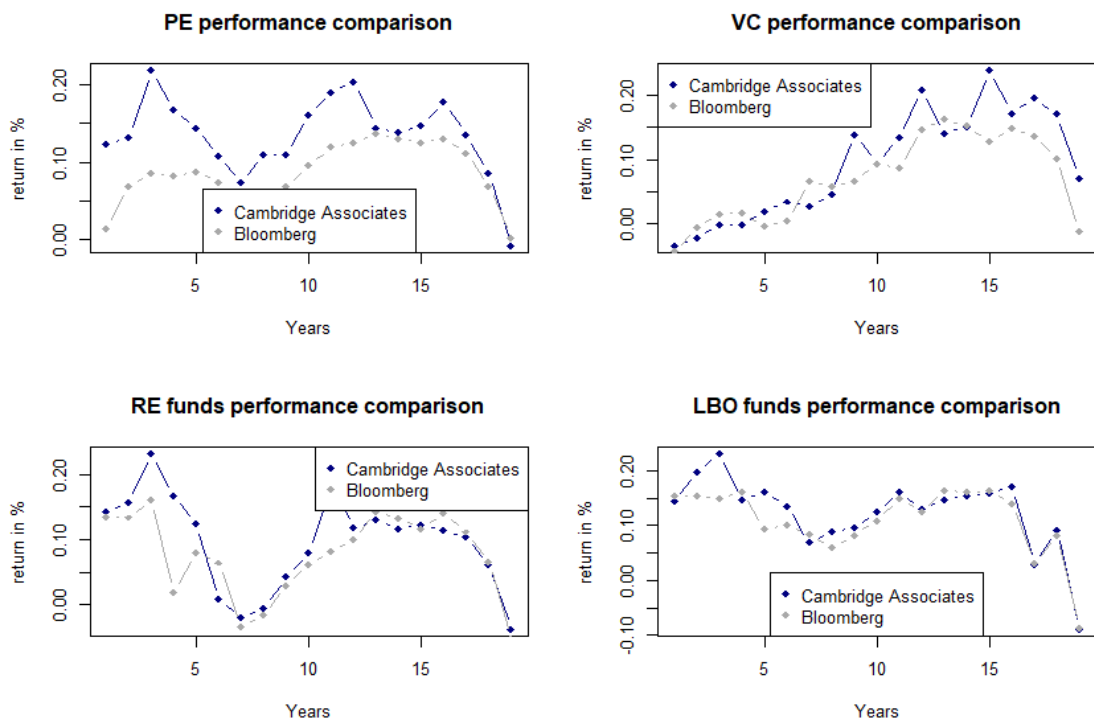 PE performance comparison
return in %
0.20
0.10
0.00
Cambridge Associates
Bloomberg
5
10
15
Years
VC performance comparison
return in %
0.20
0.10
0.00
Cambridge Associates
Bloomberg
5
10
15
Years
RE funds performance comparison
return in %
0.20
0.10
0.00
Cambridge Associates
Bloomberg
5
10
15
Years
LBO funds performance comparison
return in %
0.20
0.10
0.00
-0.10
Cambridge Associates
Bloomberg
5
10
15
Years